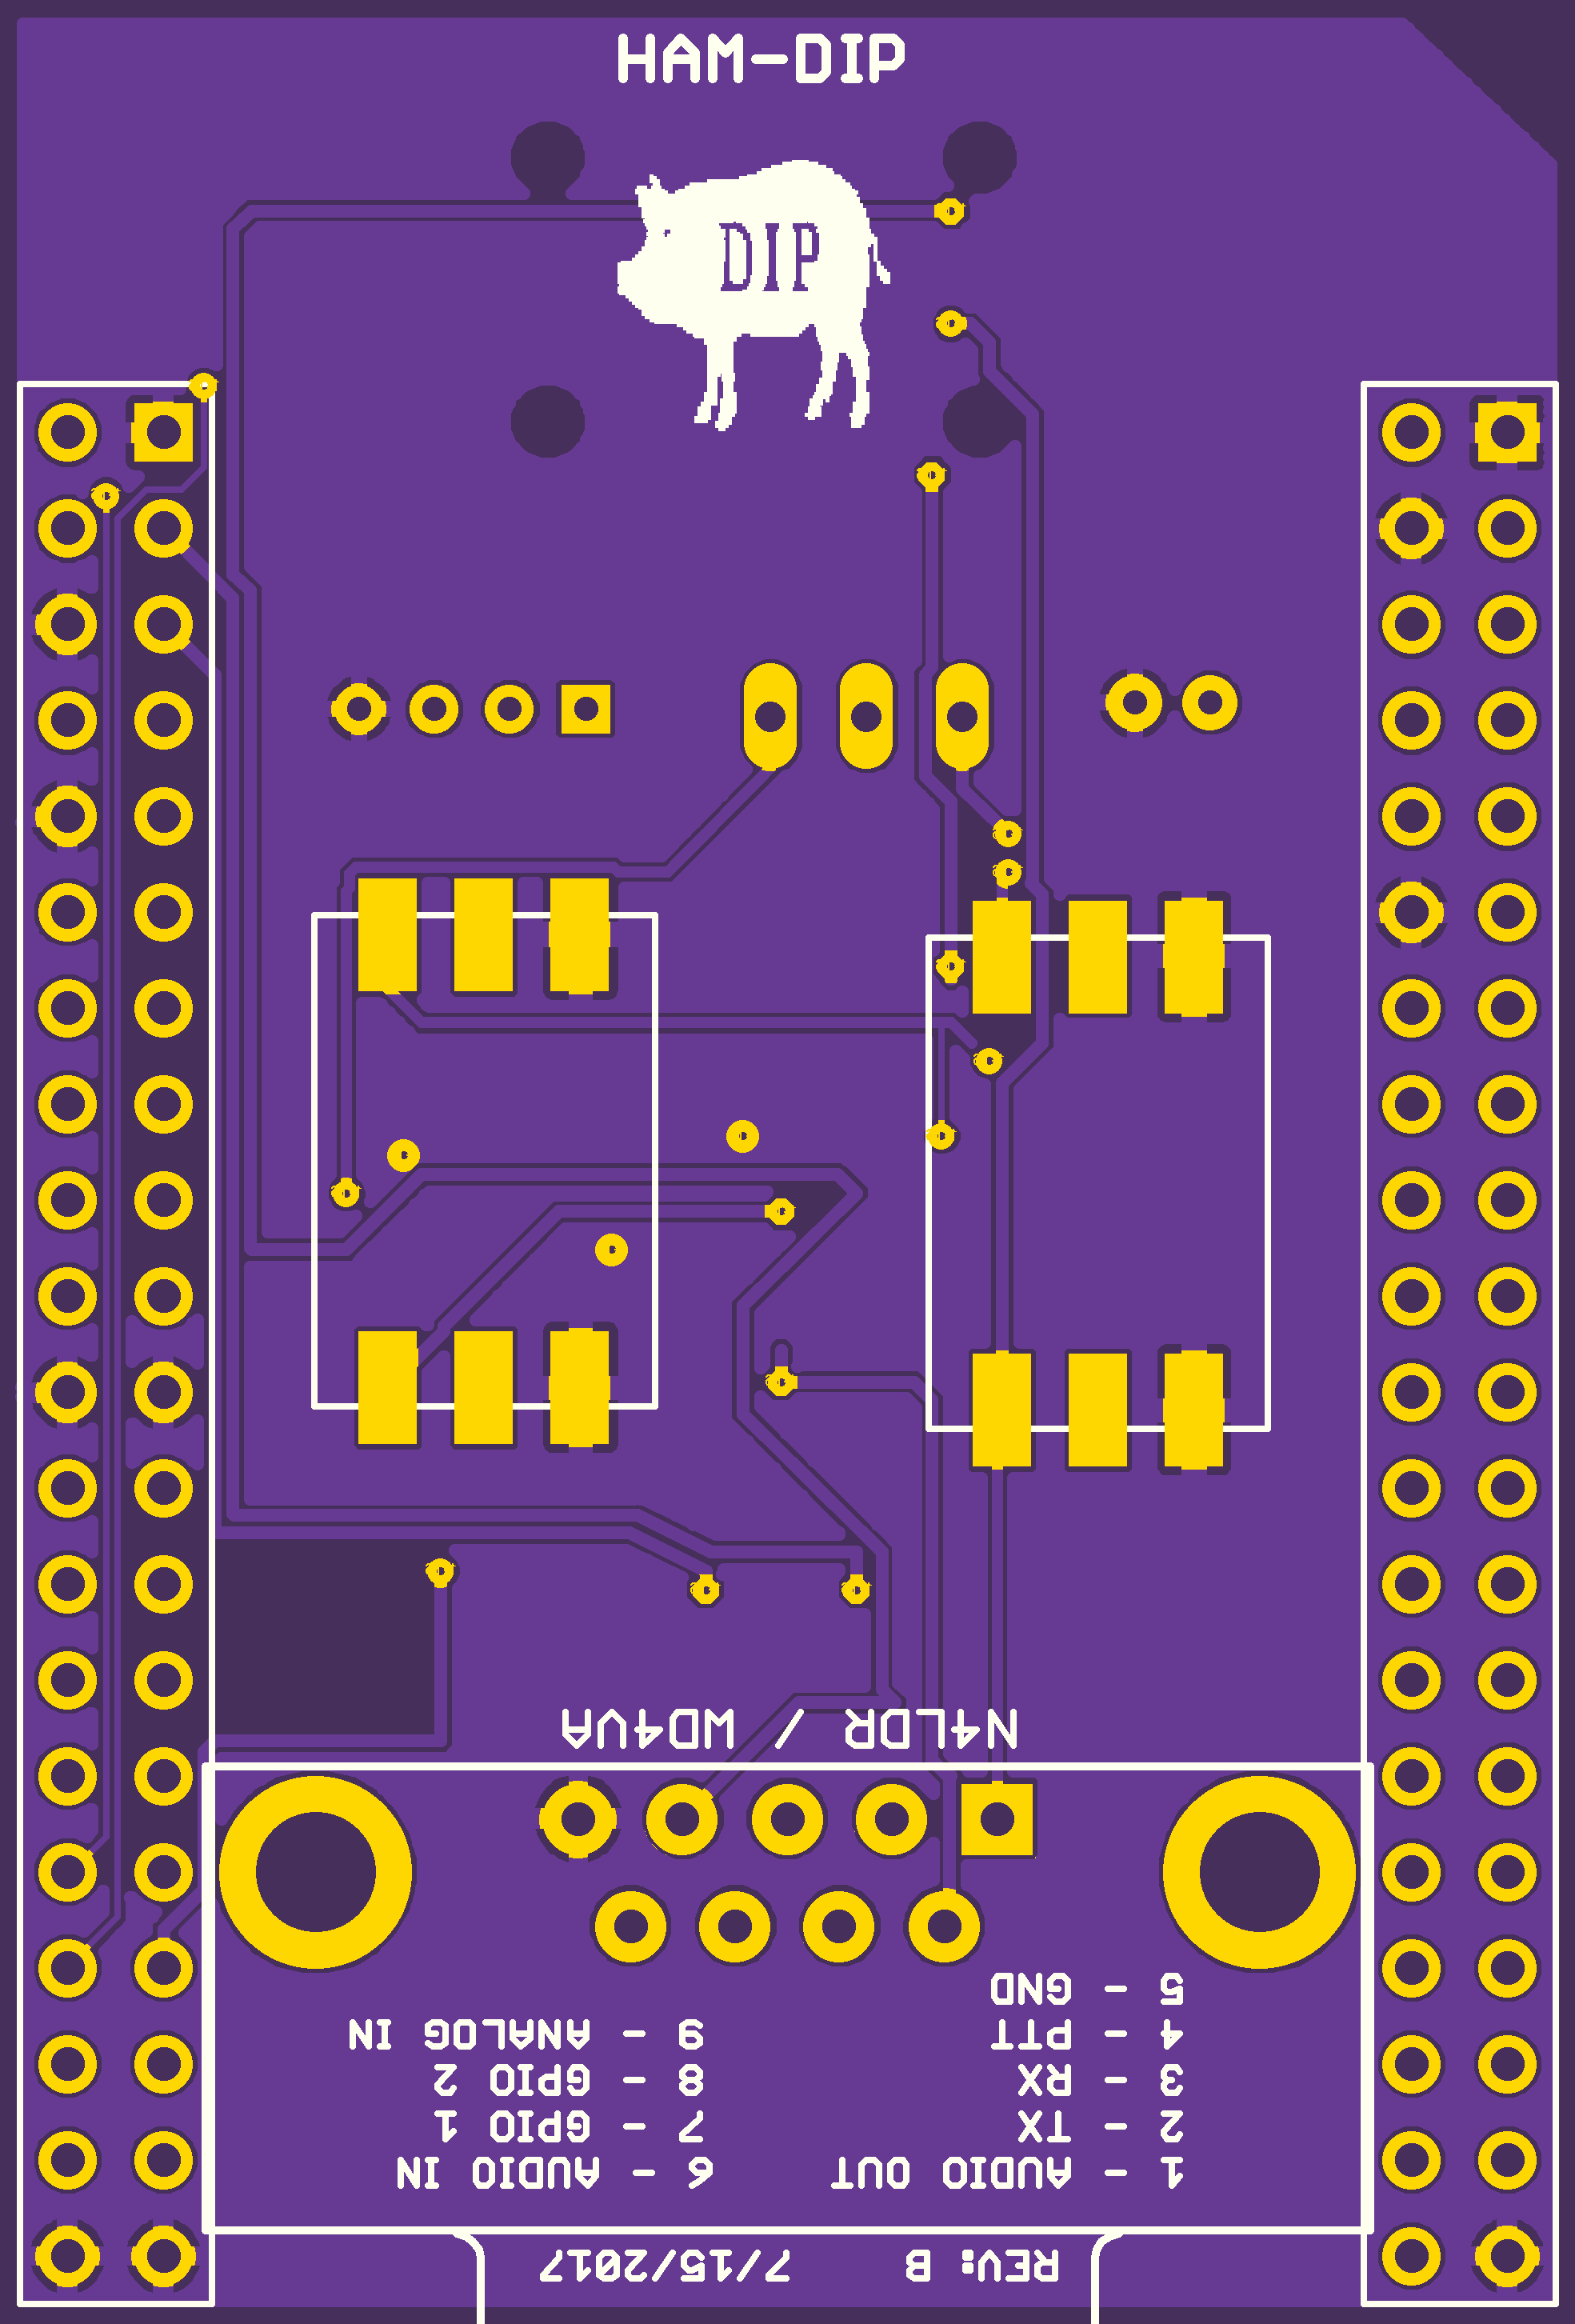 HAM-DIP
DIP
N4LDR / WD4VA
1 - AUDIO OUT
2 - TX
3 - RX
4 - PTT
5 - GND
6 - AUDIO IN
7 - GPIO 1
8 - GPIO 2
9 - ANALOG IN
REV: B 7/15/2017